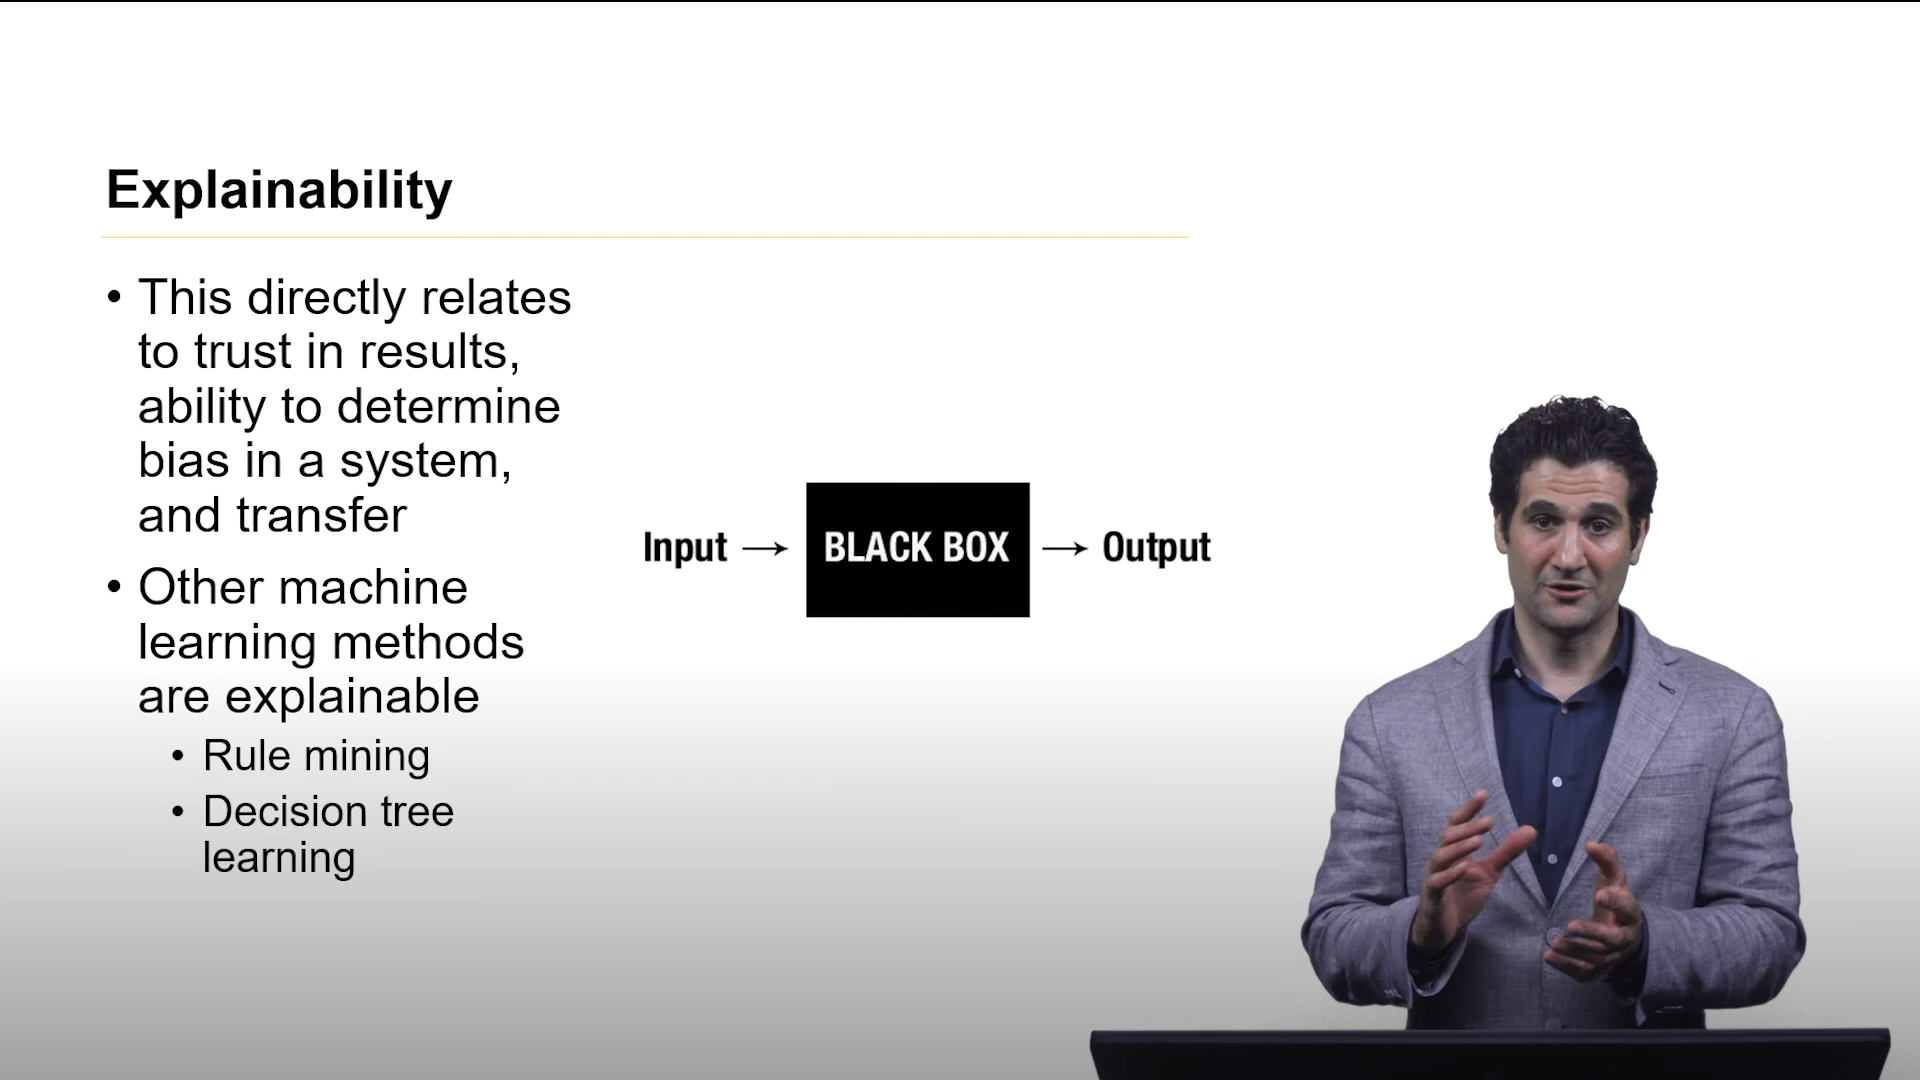 Explainability
• This directly relates
to trust in results,
ability to determine
bias in a system,
and transfer
• Other machine
learning methods
are explainable
• Rule mining
• Decision tree
learning
Input → BLACK BOX → Output